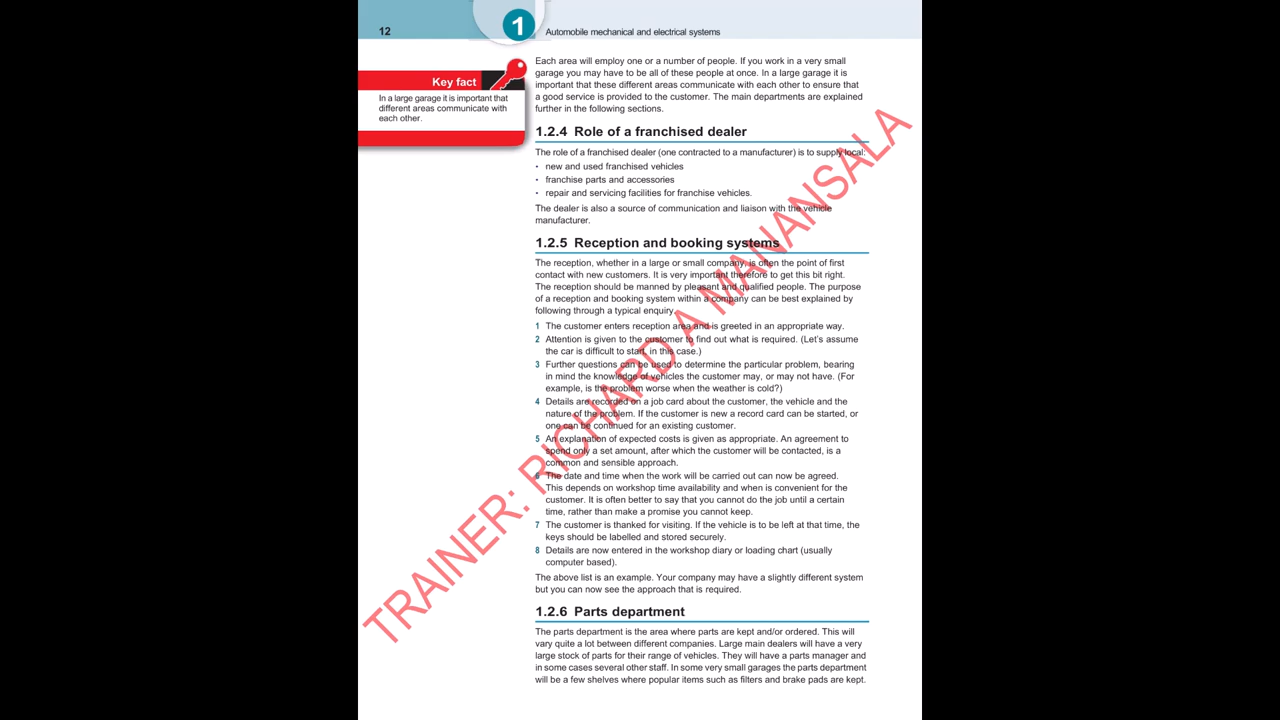 12
1
Automobile mechanical and electrical systems
Key fact
In a large garage it is important that
different areas communicate with
each other.
Each area will employ one or a number of people. If you work in a very small
garage you may have to be all of these people at once. In a large garage it is
important that these different areas communicate with each other to ensure that
a good service is provided to the customer. The main departments are explained
further in the following sections.
1.2.4 Role of a franchised dealer
The role of a franchised dealer (one contracted to a manufacturer) is to supply local:
• new and used franchised vehicles
• franchise parts and accessories
• repair and servicing facilities for franchise vehicles.
The dealer is also a source of communication and liaison with the vehicle
manufacturer.
1.2.5 Reception and booking systems
The reception, whether in a large or small company, is often the point of first
contact with new customers. It is very important therefore to get this bit right.
The reception should be manned by pleasant and qualified people. The purpose
of a reception and booking system within a company can be best explained by
following through a typical enquiry.
1 The customer enters reception area and is greeted in an appropriate way.
2 Attention is given to the customer to find out what is required. (Let's assume
the car is difficult to start, in this case.)
3 Further questions can be used to determine the particular problem, bearing
in mind the knowledge of vehicles the customer may, or may not have. (For
example, is the problem worse when the weather is cold?)
4 Details are recorded on a job card about the customer, the vehicle and the
nature of the problem. If the customer is new a record card can be started, or
one can be continued for an existing customer.
5 An explanation of expected costs is given as appropriate. An agreement to
spend only a set amount, after which the customer will be contacted, is a
common and sensible approach.
6 The date and time when the work will be carried out can now be agreed.
This depends on workshop time availability and when is convenient for the
customer. It is often better to say that you cannot do the job until a certain
time, rather than make a promise you cannot keep.
7 The customer is thanked for visiting. If the vehicle is to be left at that time, the
keys should be labelled and stored securely.
8 Details are now entered in the workshop diary or loading chart (usually
computer based).
The above list is an example. Your company may have a slightly different system
but you can now see the approach that is required.
1.2.6 Parts department
The parts department is the area where parts are kept and/or ordered. This will
vary quite a lot between different companies. Large main dealers will have a very
large stock of parts for their range of vehicles. They will have a parts manager and
in some cases several other staff. In some very small garages the parts department
will be a few shelves where popular items such as filters and brake pads are kept.
TRAINER: RICHARD A MANANSALA